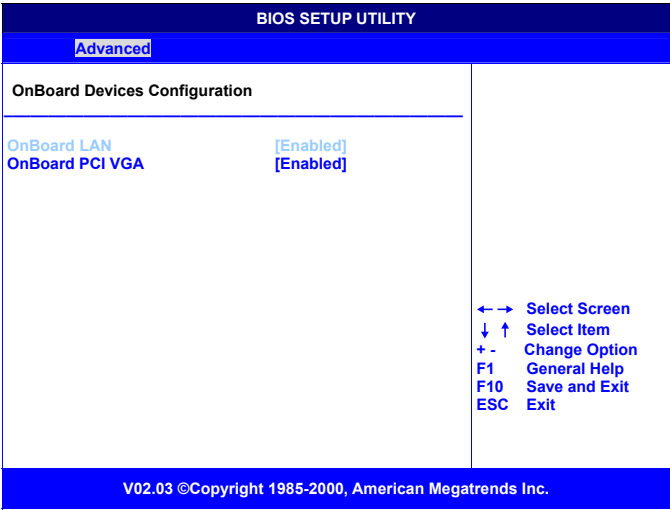 BIOS SETUP UTILITY
Advanced
OnBoard Devices Configuration
OnBoard LAN [Enabled]
OnBoard PCI VGA [Enabled]
←→ Select Screen
↓ ↑ Select Item
+ - Change Option
F1 General Help
F10 Save and Exit
ESC Exit
V02.03 ©Copyright 1985-2000, American Megatrends Inc.